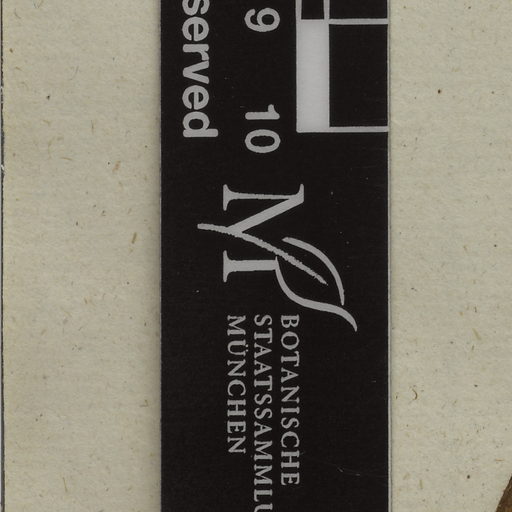 served
9 10
M
BOTANISCHE
STAATSSAMMLU
MÜNCHEN